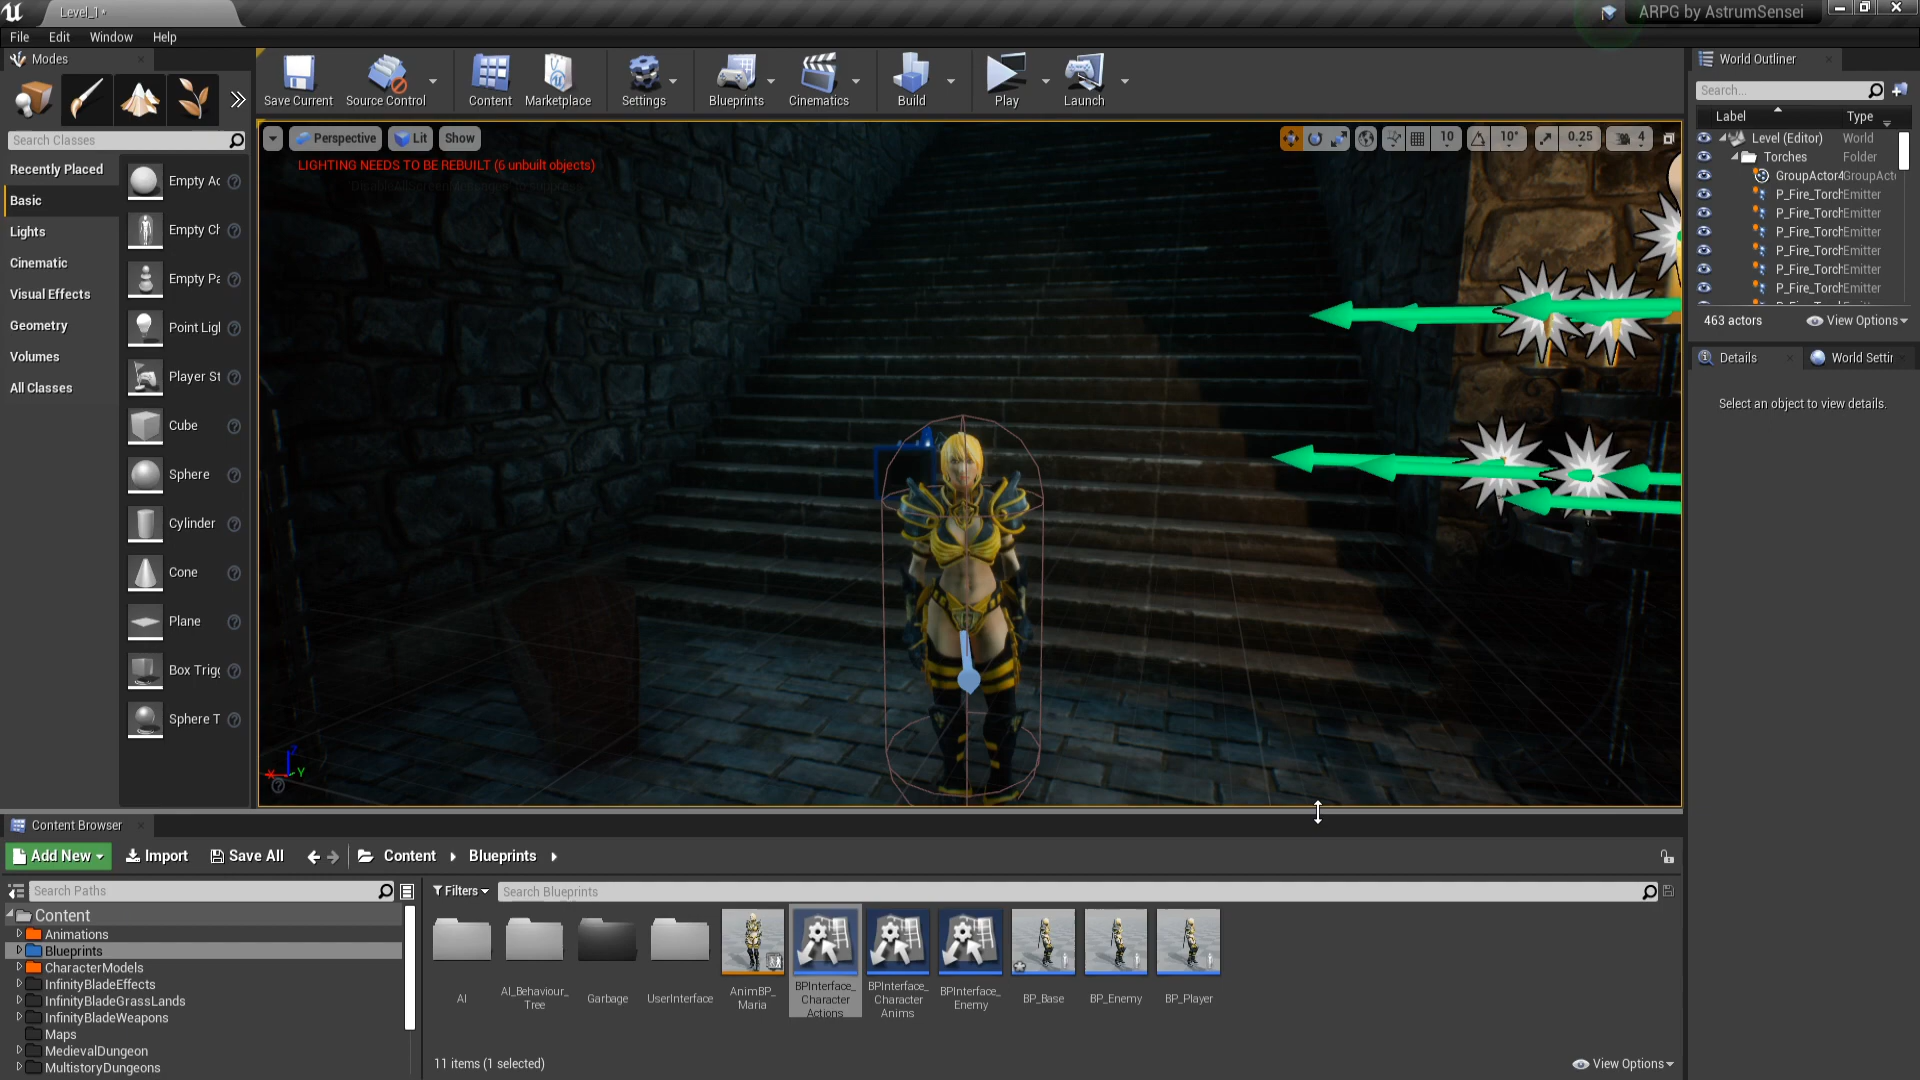 Level_1*
ARPG by AstrumSensei
File Edit Window Help
Modes
Save Current
Source Control
Content
Marketplace
Settings
Blueprints
Cinematics
Build
Play
Launch
Search Classes
Recently Placed
Basic
Lights
Cinematic
Visual Effects
Geometry
Volumes
All Classes
Empty Ac
Empty Ch
Empty Pa
Point Ligl
Player St
Cube
Sphere
Cylinder
Cone
Plane
Box Trigg
Sphere T
Perspective
Lit
Show
10
10°
0.25
4
LIGHTING NEEDS TO BE REBUILT (6 unbuilt objects)
X
Z
Y
World Outliner
Search...
Label Type
Level (Editor) World
Torches Folder
GroupActor4 GroupAct
P_Fire_Torch Emitter
P_Fire_Torch Emitter
P_Fire_Torch Emitter
P_Fire_Torch Emitter
P_Fire_Torch Emitter
P_Fire_Torch Emitter
463 actors View Options
Details
World Settin
Select an object to view details.
Content Browser
Add New Import Save All Content Blueprints
Search Paths
Content
Animations
Blueprints
CharacterModels
InfinityBladeEffects
InfinityBladeGrassLands
InfinityBladeWeapons
Maps
MedievalDungeon
MultistoryDungeons
Filters Search Blueprints
AI
AI_Behaviour_
Tree
Garbage
UserInterface
AnimBP_
Maria
BPInterface_
Character
Actions
BPInterface_
Character
Anims
BPInterface_
Enemy
BP_Base
BP_Enemy
BP_Player
11 items (1 selected) View Options